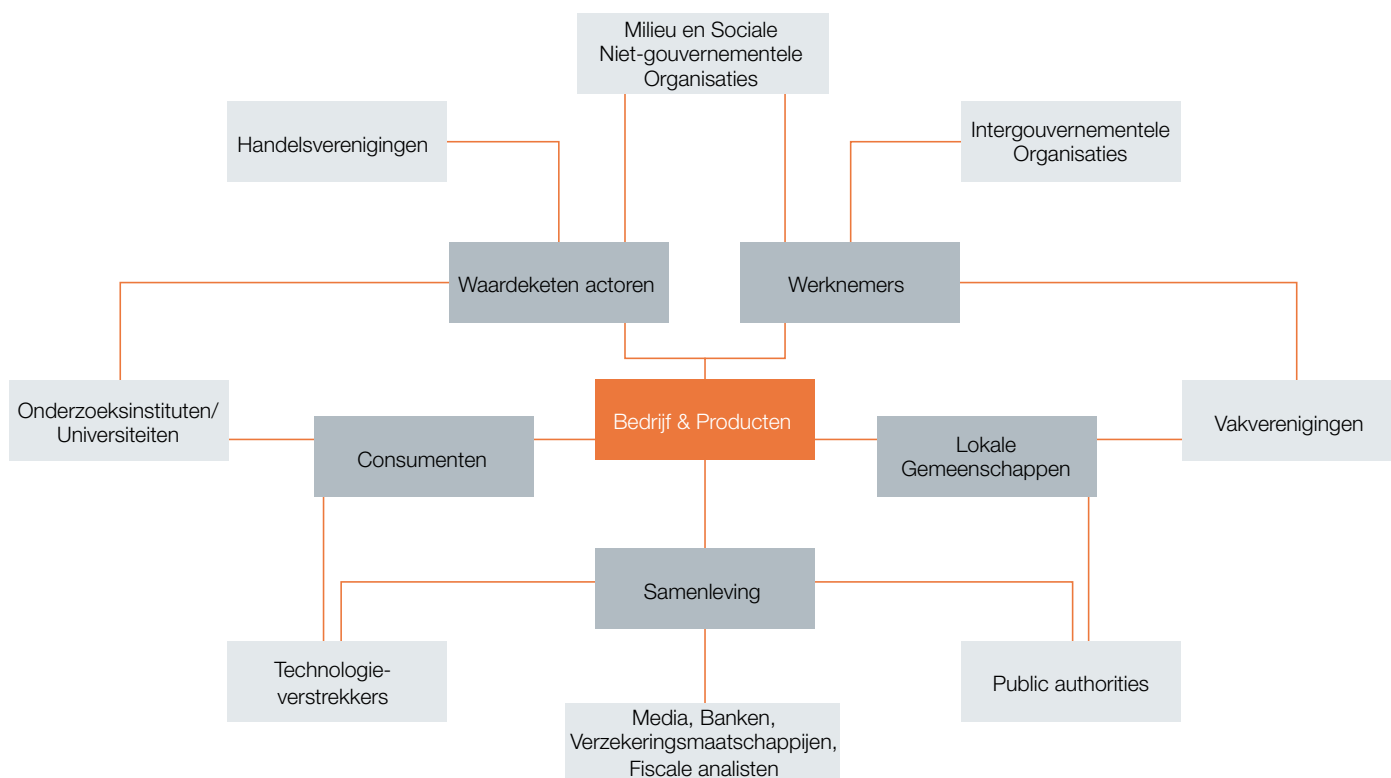 Milieu en Sociale
Niet-gouvernementele
Organisaties
Handelsverenigingen
Intergouvernementele
Organisaties
Waardeketen actoren
Werknemers
Onderzoeksinstituten/
Universiteiten
Consumenten
Bedrijf & Producten
Lokale
Gemeenschappen
Vakverenigingen
Samenleving
Technologie-
verstrekkers
Public authorities
Media, Banken,
Verzekeringsmaatschappijen,
Fiscale analisten